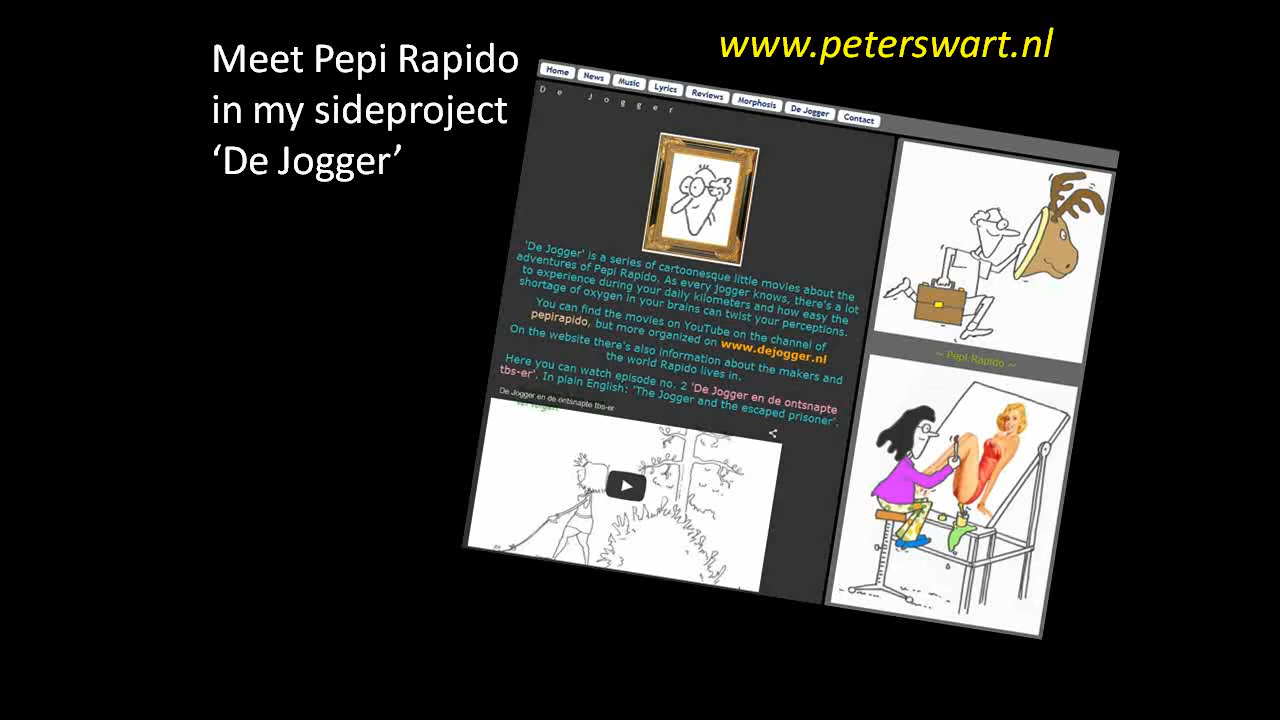 Meet Pepi Rapido
in my sideproject
‘De Jogger’
www.peterswart.nl
Home News Music Lyrics Reviews Morphosis De Jogger Contact
De Jogger
'De Jogger' is a series of cartoonesque little movies about the
adventures of Pepi Rapido. As every jogger knows, there's a lot
to experience during your daily kilometers and how easy the
shortage of oxygen in your brains can twist your perceptions.
You can find the movies on YouTube on the channel of
pepirapido, but more organized on www.dejogger.nl
On the website there's also information about the makers and
the world Rapido lives in.
Here you can watch episode no. 2 'De Jogger en de ontsnapte
tbs-er'. In plain English: 'The Jogger and the escaped prisoner'.
De Jogger en de ontsnapte tbs-er
~ Pepi Rapido ~